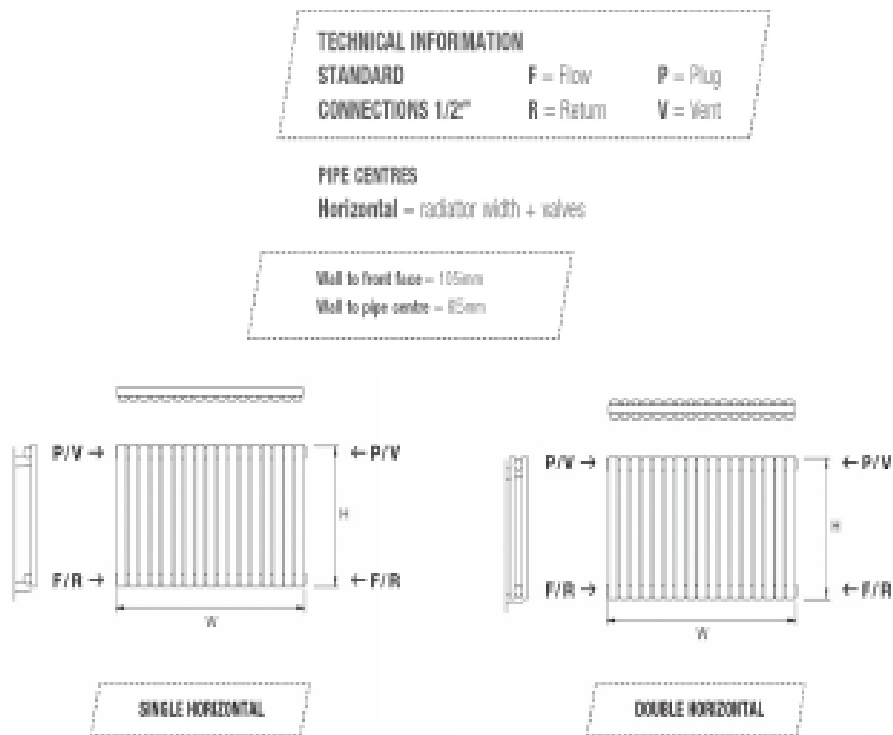 TECHNICAL INFORMATION
STANDARD F = Flow P = Plug
CONNECTIONS 1/2" R = Return V = Vent
PIPE CENTRES
Horizontal = radiator width + valves
Wall to front face = 105mm
Wall to pipe centre = 65mm
P/V → ← P/V
P/V → ← P/V
H
H
F/R → ← F/R
F/R → ← F/R
W
W
SINGLE HORIZONTAL
DOUBLE HORIZONTAL